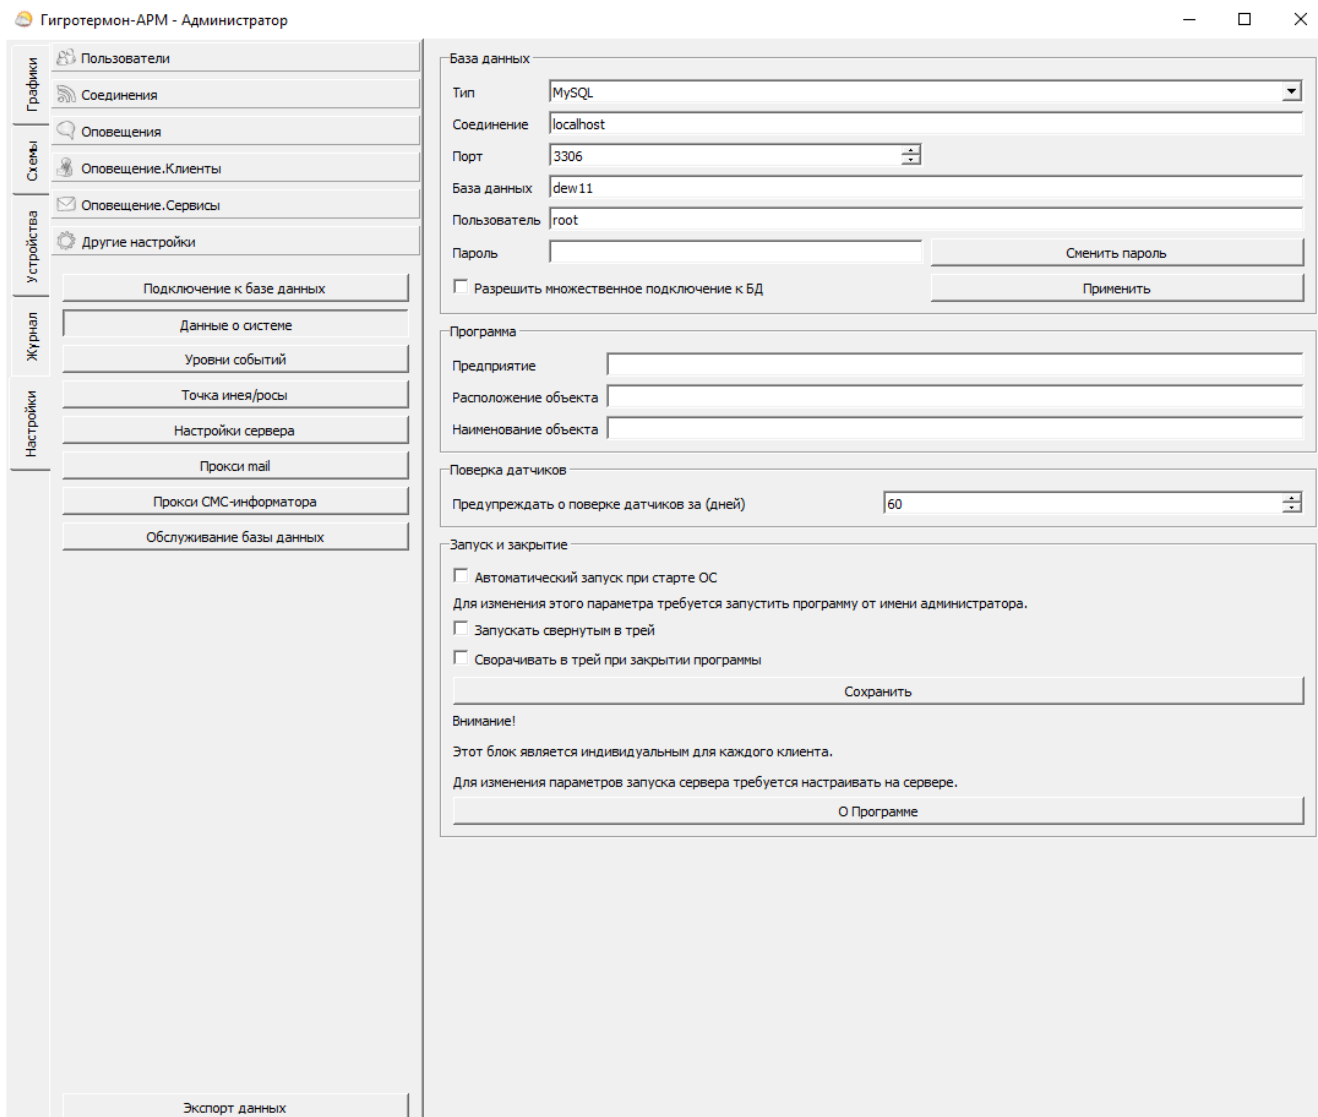 Гигротермон-АРМ - Администратор
Графики
Схемы
Устройства
Журнал
Настройки
Пользователи
Соединения
Оповещения
Оповещение.Клиенты
Оповещение.Сервисы
Другие настройки
Подключение к базе данных
Данные о системе
Уровни событий
Точка инея/росы
Настройки сервера
Прокси mail
Прокси СМС-информатора
Обслуживание базы данных
Экспорт данных
База данных
Тип MySQL
Соединение localhost
Порт 3306
База данных dew11
Пользователь root
Пароль Сменить пароль
Разрешить множественное подключение к БД Применить
Программа
Предприятие
Расположение объекта
Наименование объекта
Поверка датчиков
Предупреждать о поверке датчиков за (дней) 60
Запуск и закрытие
Автоматический запуск при старте ОС
Для изменения этого параметра требуется запустить программу от имени администратора.
Запускать свернутым в трей
Сворачивать в трей при закрытии программы
Сохранить
Внимание!
Этот блок является индивидуальным для каждого клиента.
Для изменения параметров запуска сервера требуется настраивать на сервере.
О Программе